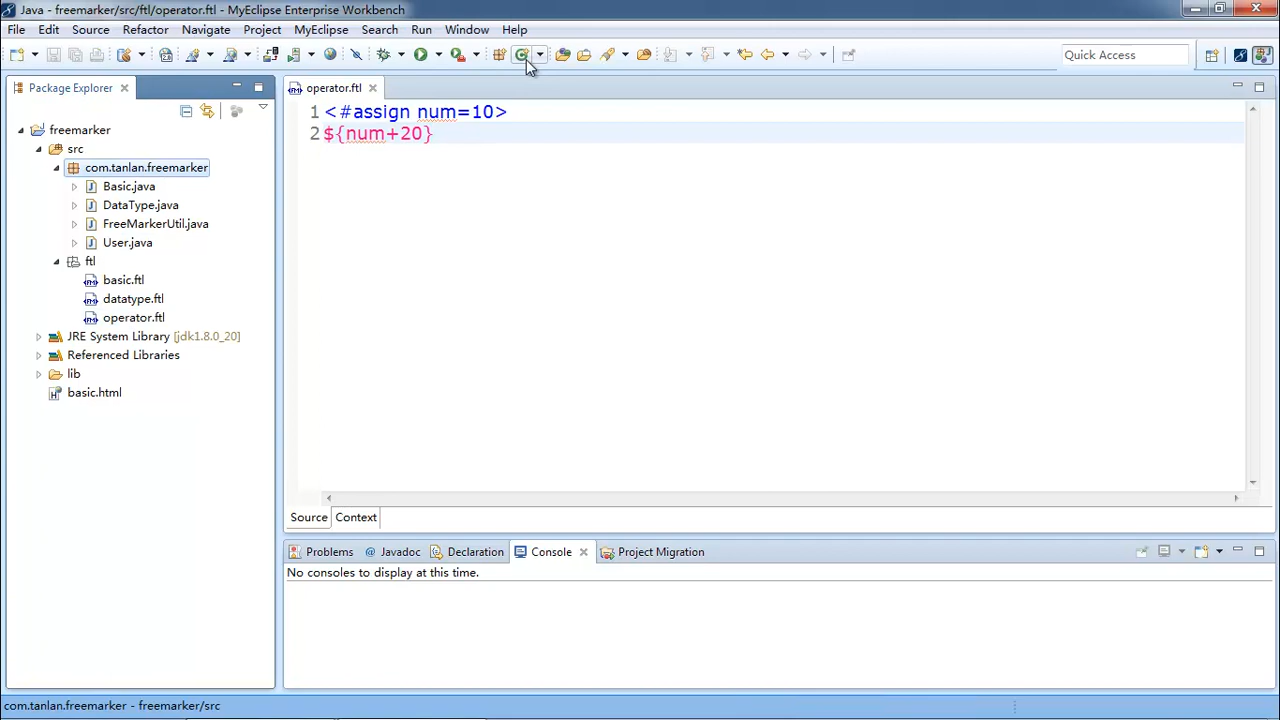 Java - freemarker/src/ftl/operator.ftl - MyEclipse Enterprise Workbench
File Edit Source Refactor Navigate Project MyEclipse Search Run Window Help
Quick Access
Package Explorer
freemarker
src
com.tanlan.freemarker
Basic.java
DataType.java
FreeMarkerUtil.java
User.java
ftl
basic.ftl
datatype.ftl
operator.ftl
JRE System Library [jdk1.8.0_20]
Referenced Libraries
lib
basic.html
operator.ftl
1 <#assign num=10>
2 ${num+20}
Source Context
Problems @ Javadoc Declaration Console Project Migration
No consoles to display at this time.
com.tanlan.freemarker - freemarker/src